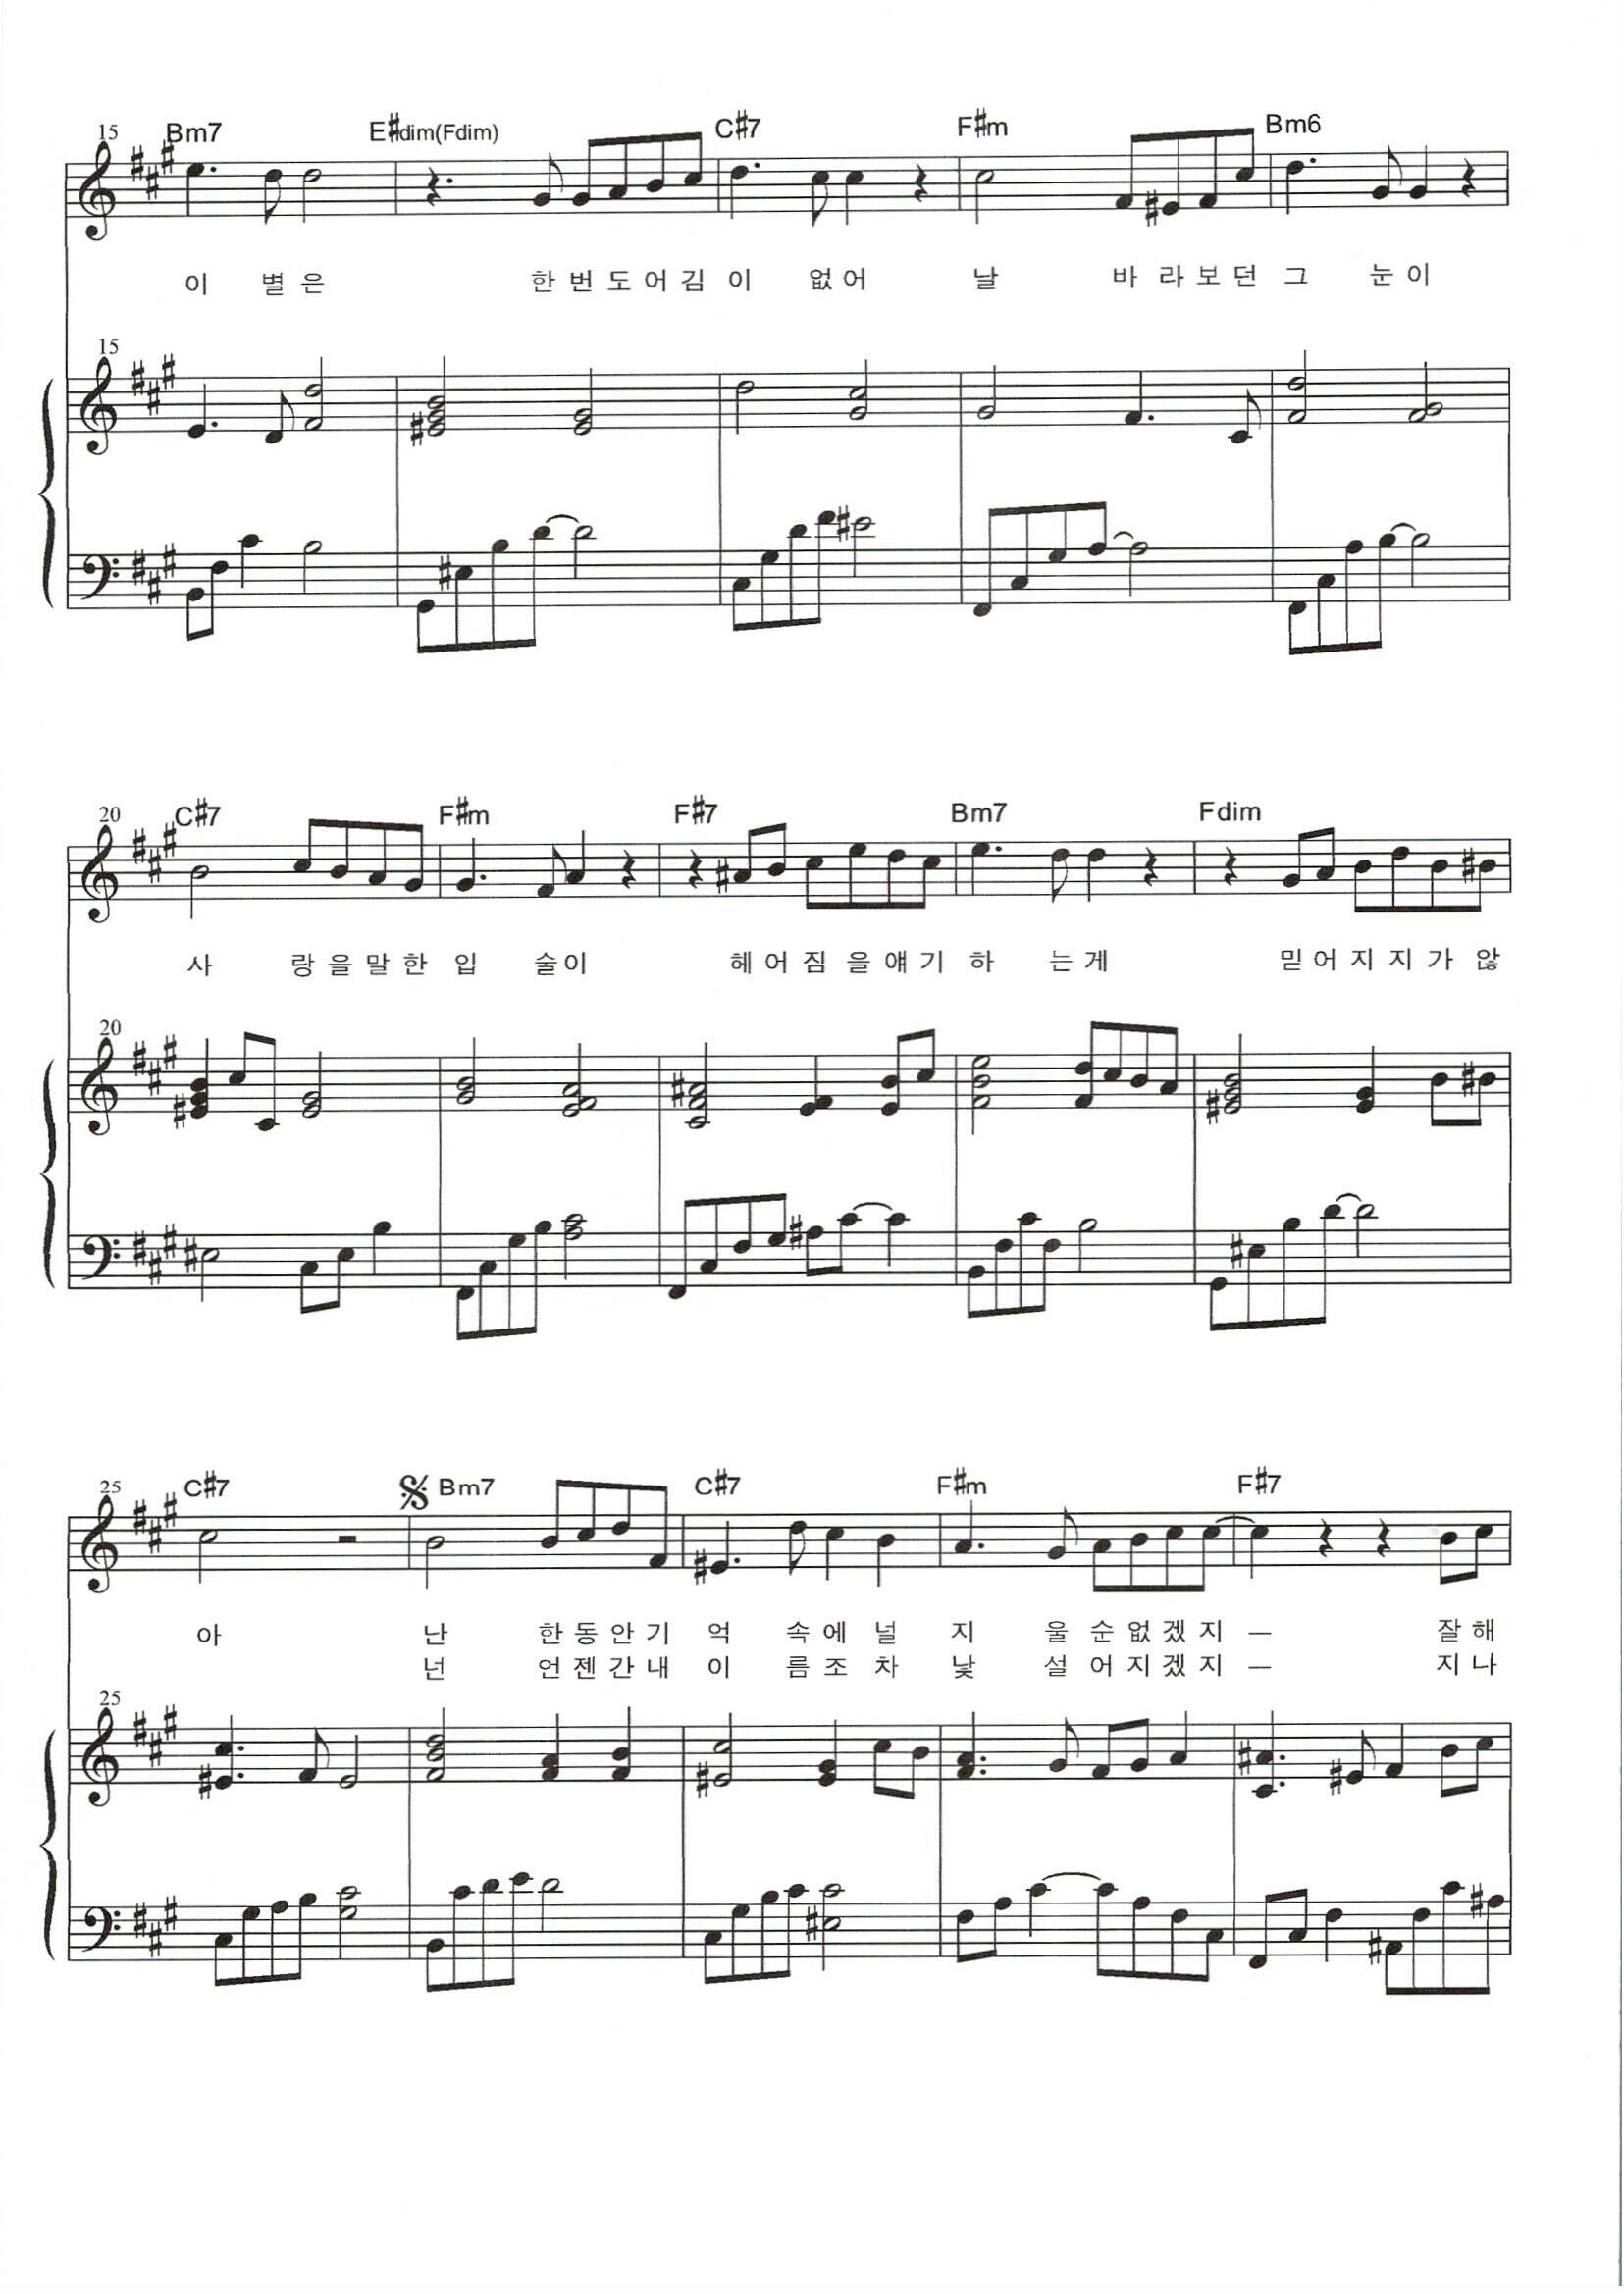 15 Bm7 E#dim(Fdim) C#7 F#m Bm6
이 별 은 한 번 도 어 김 이 없 어 날 바 라 보 던 그 눈 이
15
20 C#7 F#m F#7 Bm7 Fdim
사 랑 을 말 한 입 술 이 헤 어 짐 을 얘 기 하 는 게 믿 어 지 지 가 않
20
25 C#7 Bm7 C#7 F#m F#7
아 난 한 동 안 기 억 속 에 널 지 울 순 없 겠 지 — 잘 해
넌 언 젠 간 내 이 름 조 차 낯 설 어 지 겠 지 — 지 나
25